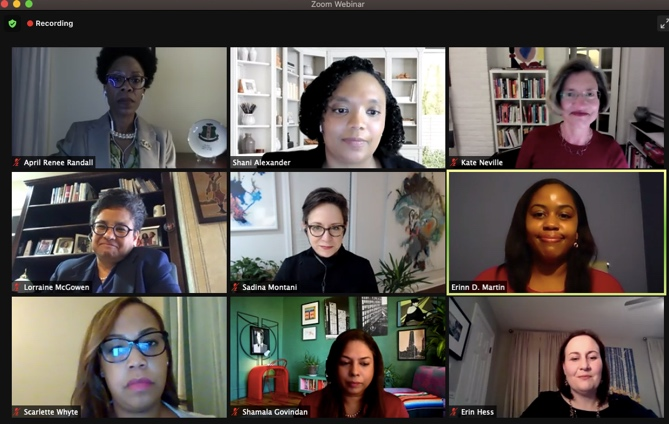 Zoom Webinar
Recording
April Renee Randall
Shani Alexander
Kate Neville
Lorraine McGowen
Sadina Montani
Erinn D. Martin
Scarlette Whyte
Shamala Govindan
Erin Hess